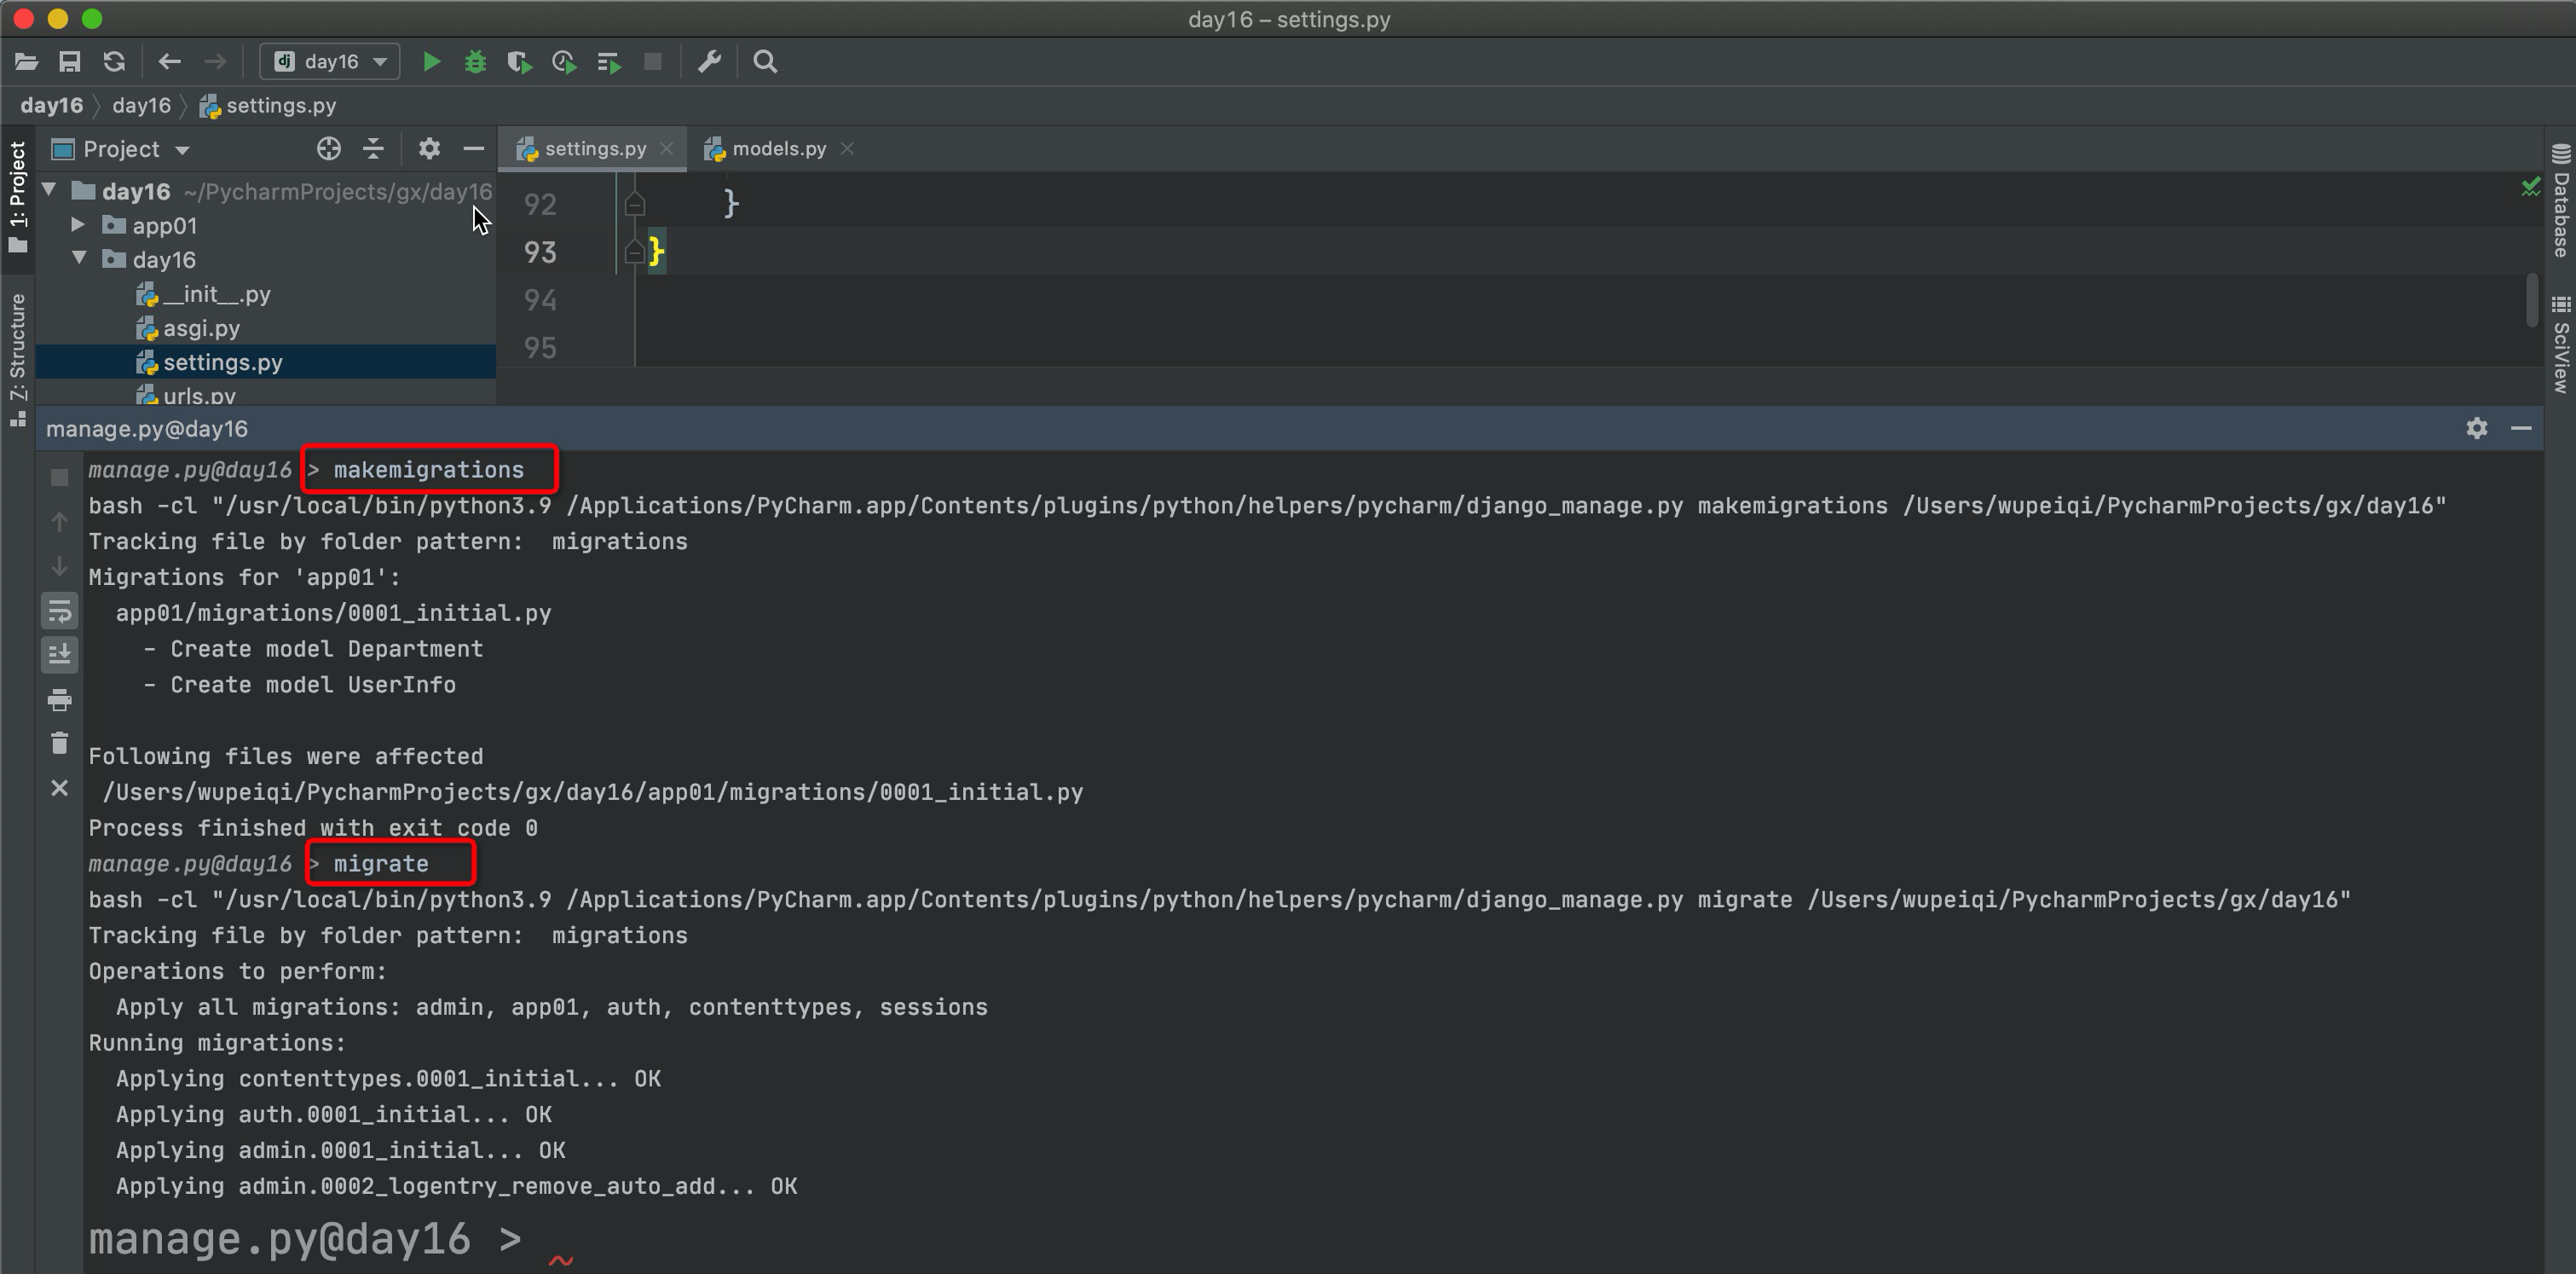 day16 – settings.py
dj day16
day16 〉 day16 〉 settings.py
1: Project
Z: Structure
Project
settings.py
models.py
day16 ~/PycharmProjects/gx/day16
app01
day16
__init__.py
asgi.py
settings.py
urls.py
92 }
93 }
94
95
Database
SciView
manage.py@day16
manage.py@day16 > makemigrations
bash -cl "/usr/local/bin/python3.9 /Applications/PyCharm.app/Contents/plugins/python/helpers/pycharm/django_manage.py makemigrations /Users/wupeiqi/PycharmProjects/gx/day16"
Tracking file by folder pattern:  migrations
Migrations for 'app01':
  app01/migrations/0001_initial.py
    - Create model Department
    - Create model UserInfo
Following files were affected
 /Users/wupeiqi/PycharmProjects/gx/day16/app01/migrations/0001_initial.py
Process finished with exit code 0
manage.py@day16 > migrate
bash -cl "/usr/local/bin/python3.9 /Applications/PyCharm.app/Contents/plugins/python/helpers/pycharm/django_manage.py migrate /Users/wupeiqi/PycharmProjects/gx/day16"
Tracking file by folder pattern:  migrations
Operations to perform:
  Apply all migrations: admin, app01, auth, contenttypes, sessions
Running migrations:
  Applying contenttypes.0001_initial... OK
  Applying auth.0001_initial... OK
  Applying admin.0001_initial... OK
  Applying admin.0002_logentry_remove_auto_add... OK
manage.py@day16 >